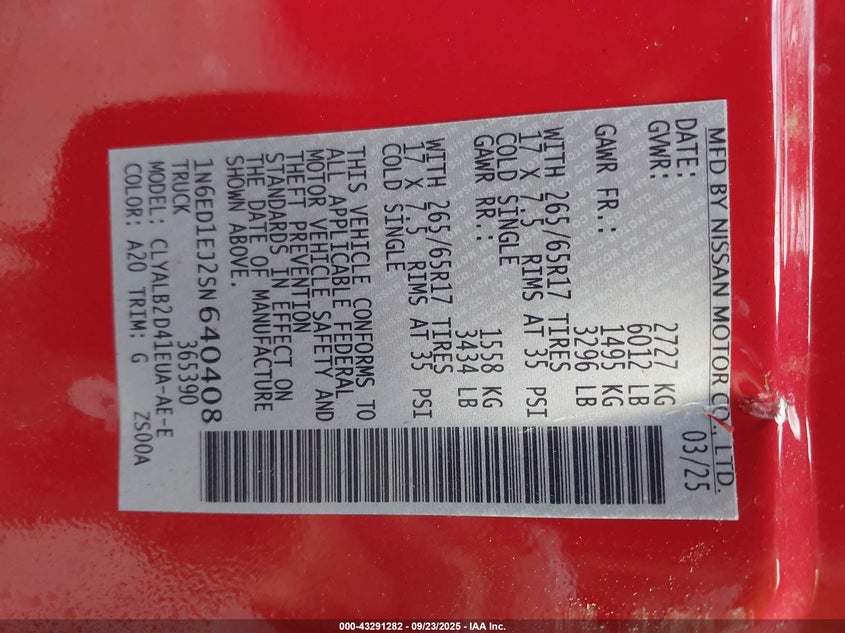 MFD BY NISSAN MOTOR CO., LTD.
DATE: 03/25
GVWR: 2727 KG
6012 LB
GAWR FR.: 1495 KG
3296 LB
WITH 265/65R17 TIRES
17 X 7.5 RIMS AT 35 PSI
COLD SINGLE
GAWR RR.: 1558 KG
3434 LB
WITH 265/65R17 TIRES
17 X 7.5 RIMS AT 35 PSI
COLD SINGLE
THIS VEHICLE CONFORMS TO
ALL APPLICABLE FEDERAL
MOTOR VEHICLE SAFETY AND
THEFT PREVENTION
STANDARDS IN EFFECT ON
THE DATE OF MANUFACTURE
SHOWN ABOVE.
1N6ED1EJ2SN640408
TRUCK 365390
MODEL: CLYALB2D41EUA-AE-E
COLOR: A20 TRIM: G ZS00A
000-43291282 - 09/23/2025 - IAA Inc.